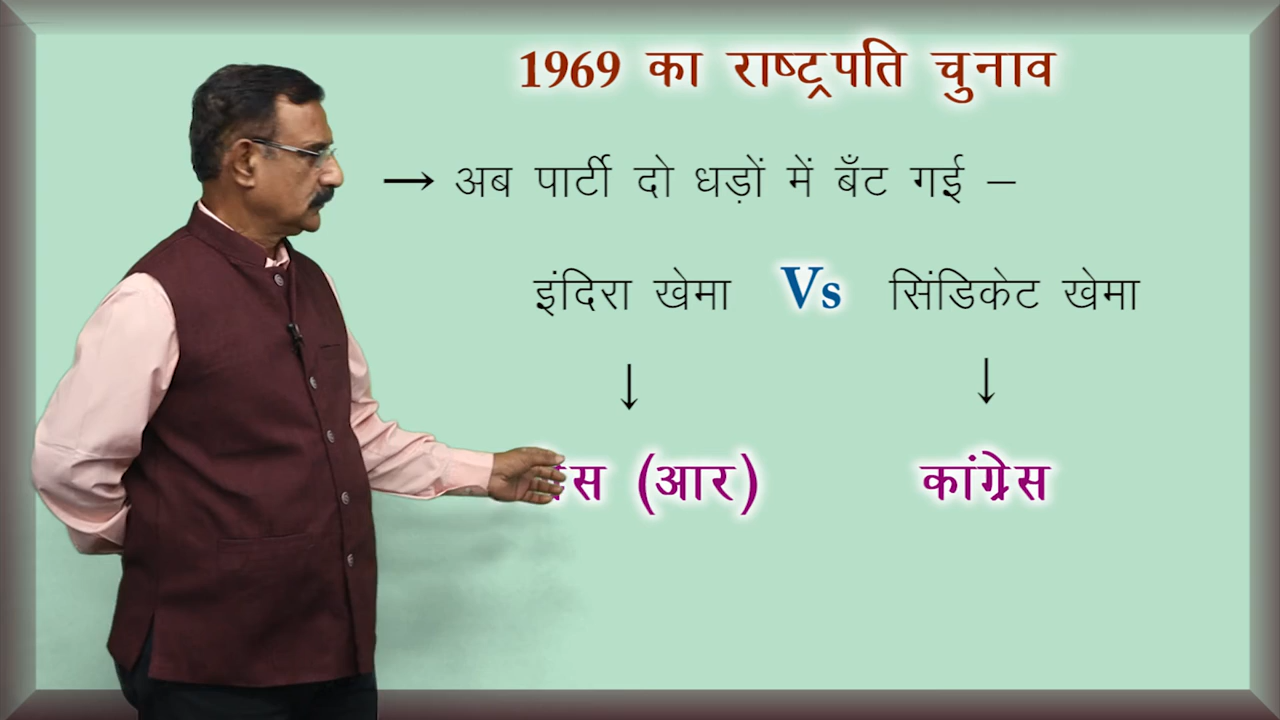 1969 का राष्ट्रपति चुनाव
→ अब पार्टी दो धड़ों में बँट गई –
इंदिरा खेमा Vs सिंडिकेट खेमा
↓ ↓
(आर) कांग्रेस